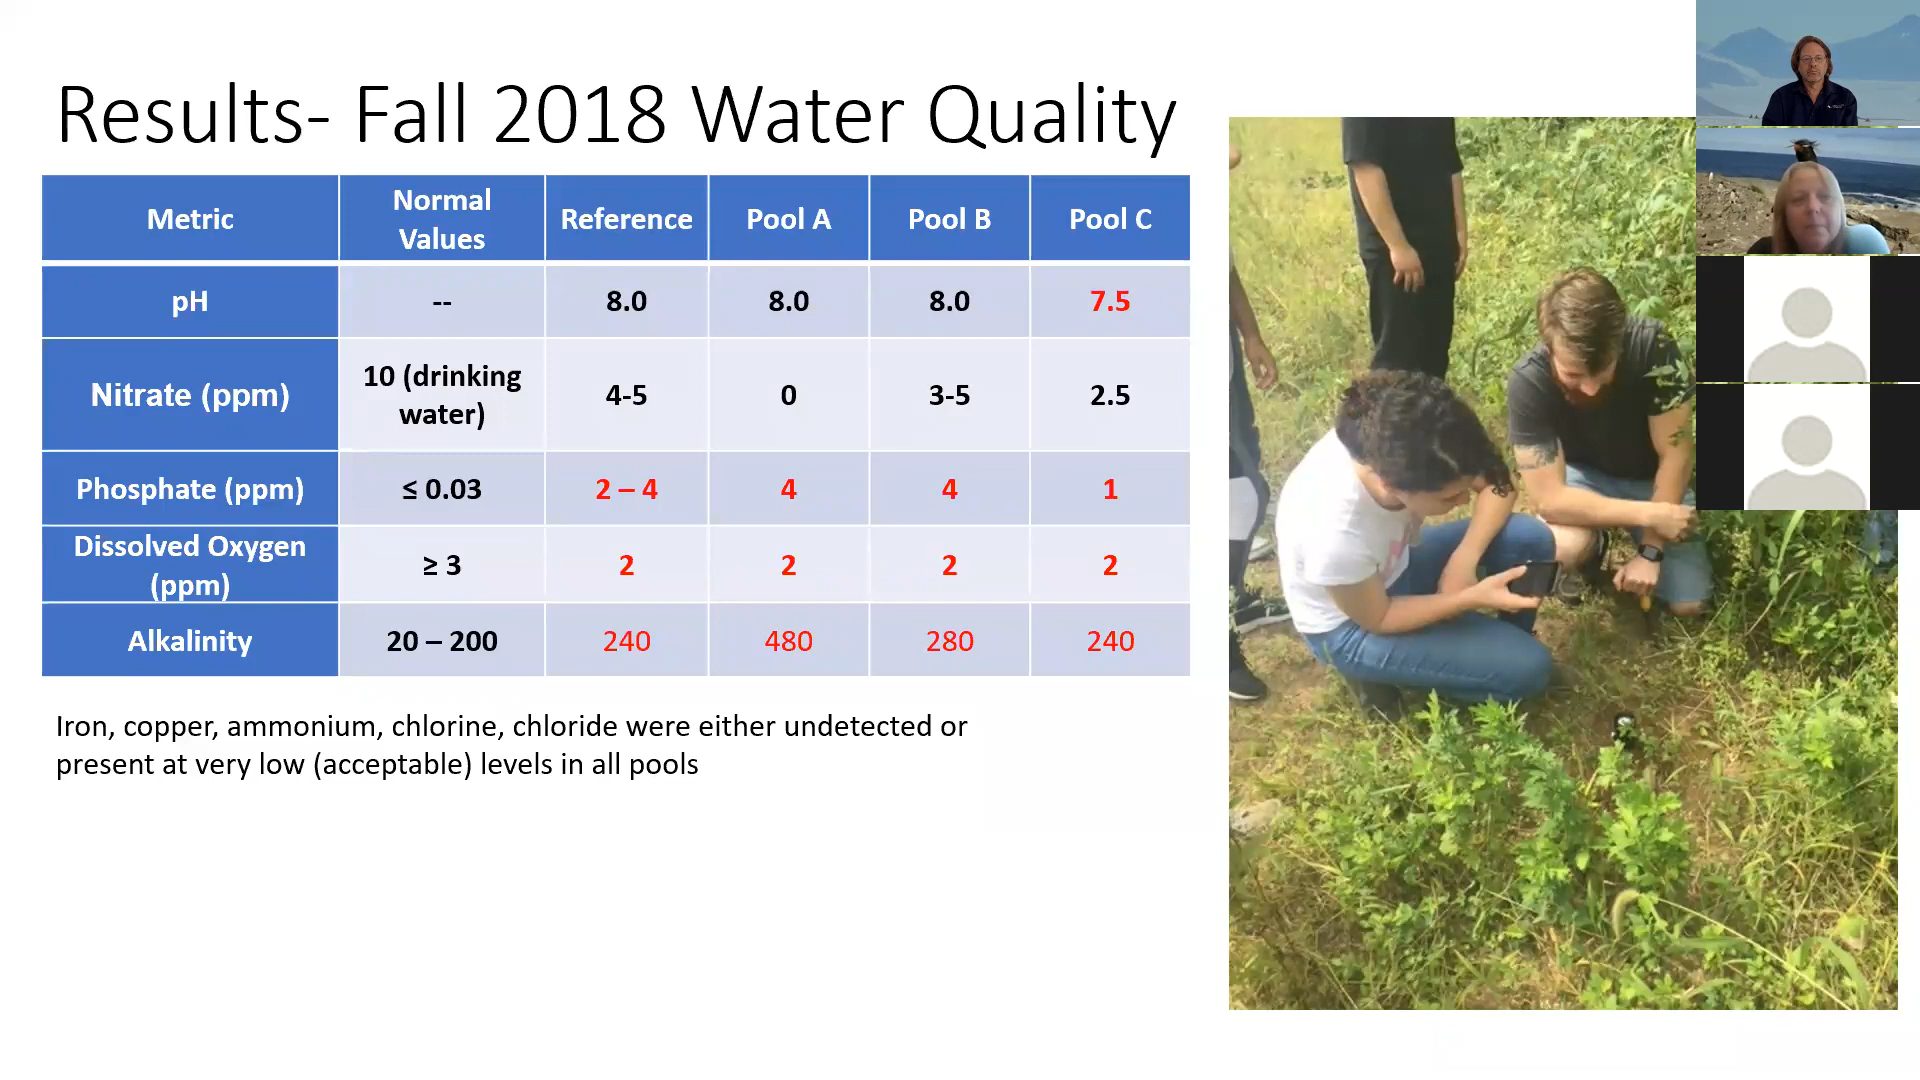 Results- Fall 2018 Water Quality
Metric
Normal
Values
Reference
Pool A
Pool B
Pool C
pH
--
8.0
8.0
8.0
7.5
Nitrate (ppm)
10 (drinking
water)
4-5
0
3-5
2.5
Phosphate (ppm)
≤ 0.03
2 – 4
4
4
1
Dissolved Oxygen
(ppm)
≥ 3
2
2
2
2
Alkalinity
20 – 200
240
480
280
240
Iron, copper, ammonium, chlorine, chloride were either undetected or
present at very low (acceptable) levels in all pools